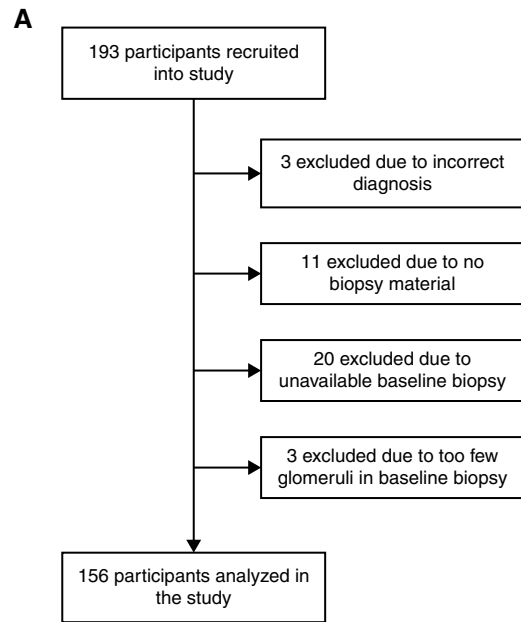 A
193 participants recruited
into study
3 excluded due to incorrect
diagnosis
11 excluded due to no
biopsy material
20 excluded due to
unavailable baseline biopsy
3 excluded due to too few
glomeruli in baseline biopsy
156 participants analyzed in
the study